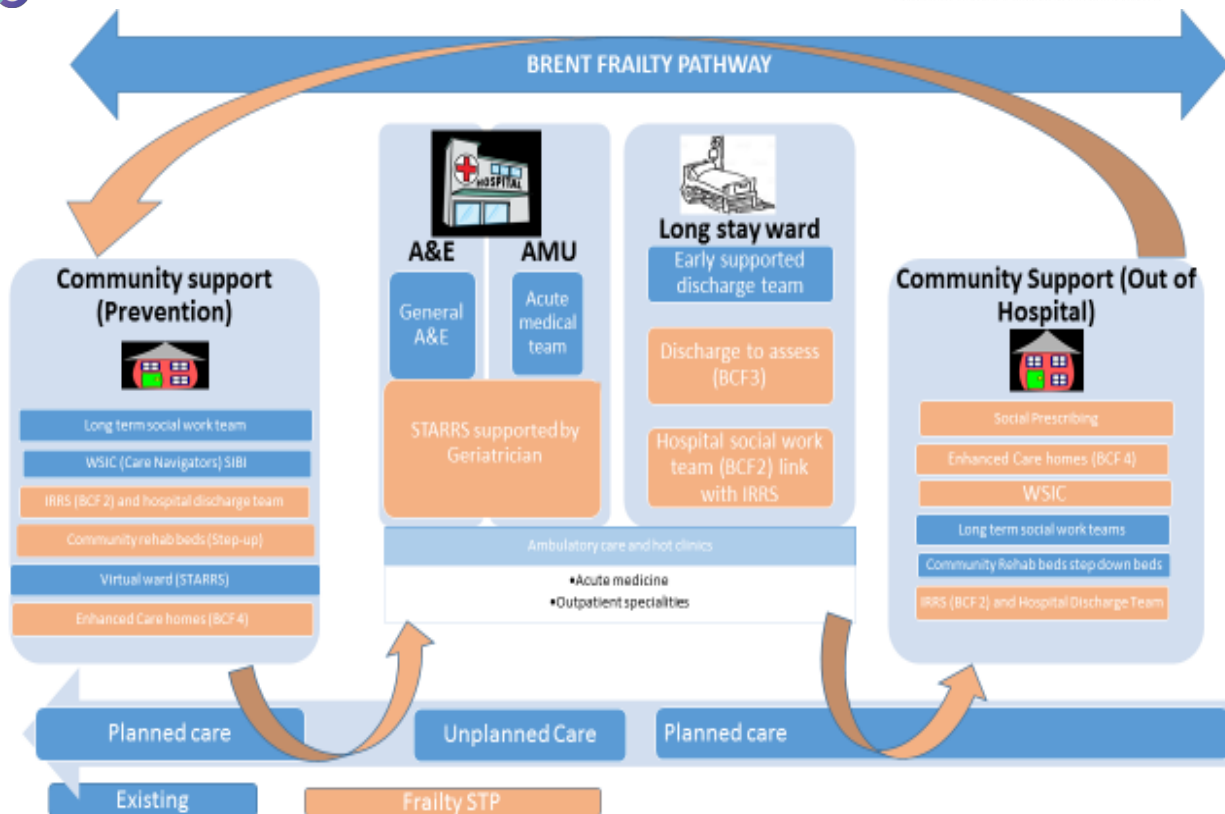 BRENT FRAILTY PATHWAY
Community support
(Prevention)
Long term social work team
WSIC (Care Navigators) SIBI
IRRS (BCF 2) and hospital discharge team
Community rehab beds (Step-up)
Virtual ward (STARRS)
Enhanced Care homes (BCF 4)
HOSPITAL
A&E
AMU
General
A&E
Acute
medical
team
STARRS supported by
Geriatrician
Long stay ward
Early supported
discharge team
Discharge to assess
(BCF3)
Hospital social work
team (BCF2) link
with IRRS
Ambulatory care and hot clinics
•Acute medicine
•Outpatient specialities
Community Support (Out of
Hospital)
Social Prescribing
Enhanced Care homes (BCF 4)
WSIC
Long term social work teams
Community Rehab beds step down beds
IRRS (BCF 2) and Hospital Discharge Team
Planned care
Unplanned Care
Planned care
Existing
Frailty STP